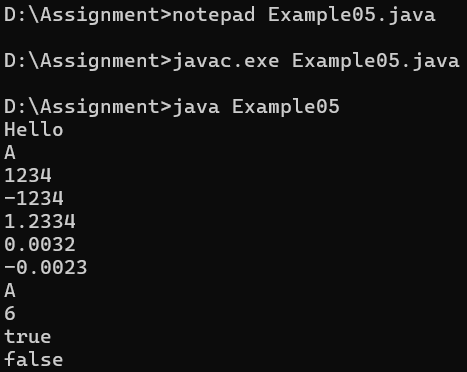 D:\Assignment>notepad Example05.java
D:\Assignment>javac.exe Example05.java
D:\Assignment>java Example05
Hello
A
1234
-1234
1.2334
0.0032
-0.0023
A
6
true
false